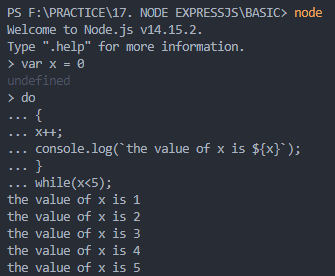 PS F:\PRACTICE\17. NODE EXPRESSJS\BASIC> node
Welcome to Node.js v14.15.2.
Type ".help" for more information.
> var x = 0
undefined
> do
... {
... x++;
... console.log(`the value of x is ${x}`);
... }
... while(x<5);
the value of x is 1
the value of x is 2
the value of x is 3
the value of x is 4
the value of x is 5